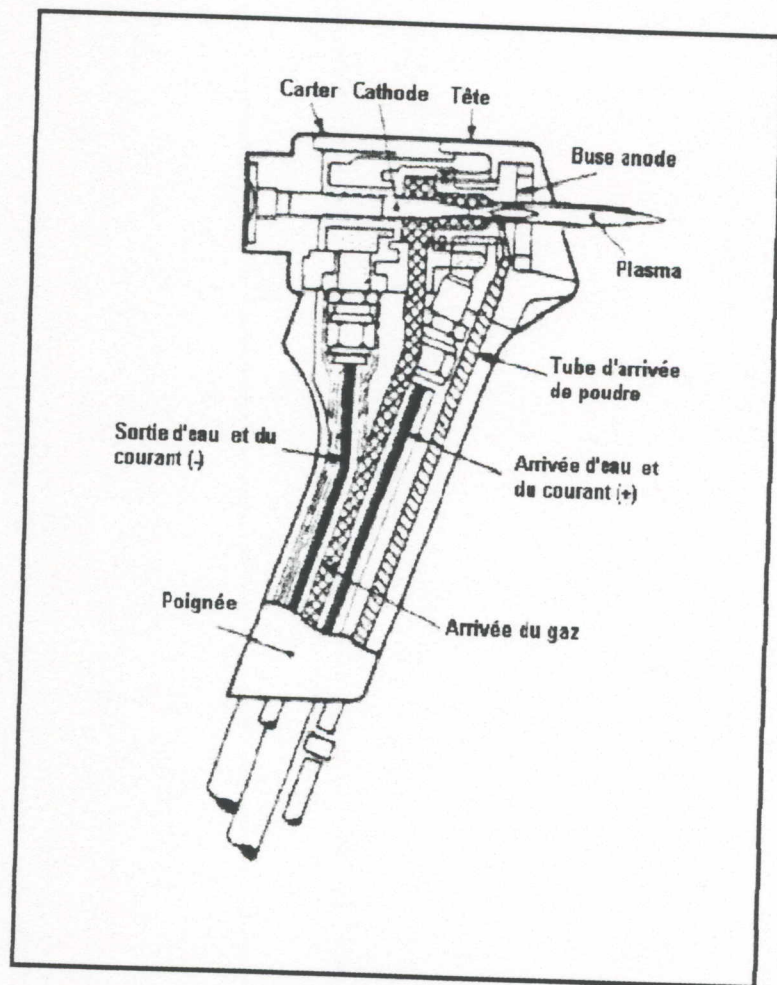 Carter Cathode Tête
Buse anode
Plasma
Tube d'arrivée
de poudre
Sortie d'eau et du
courant (-)
Arrivée d'eau et
du courant (+)
Poignée
Arrivée du gaz